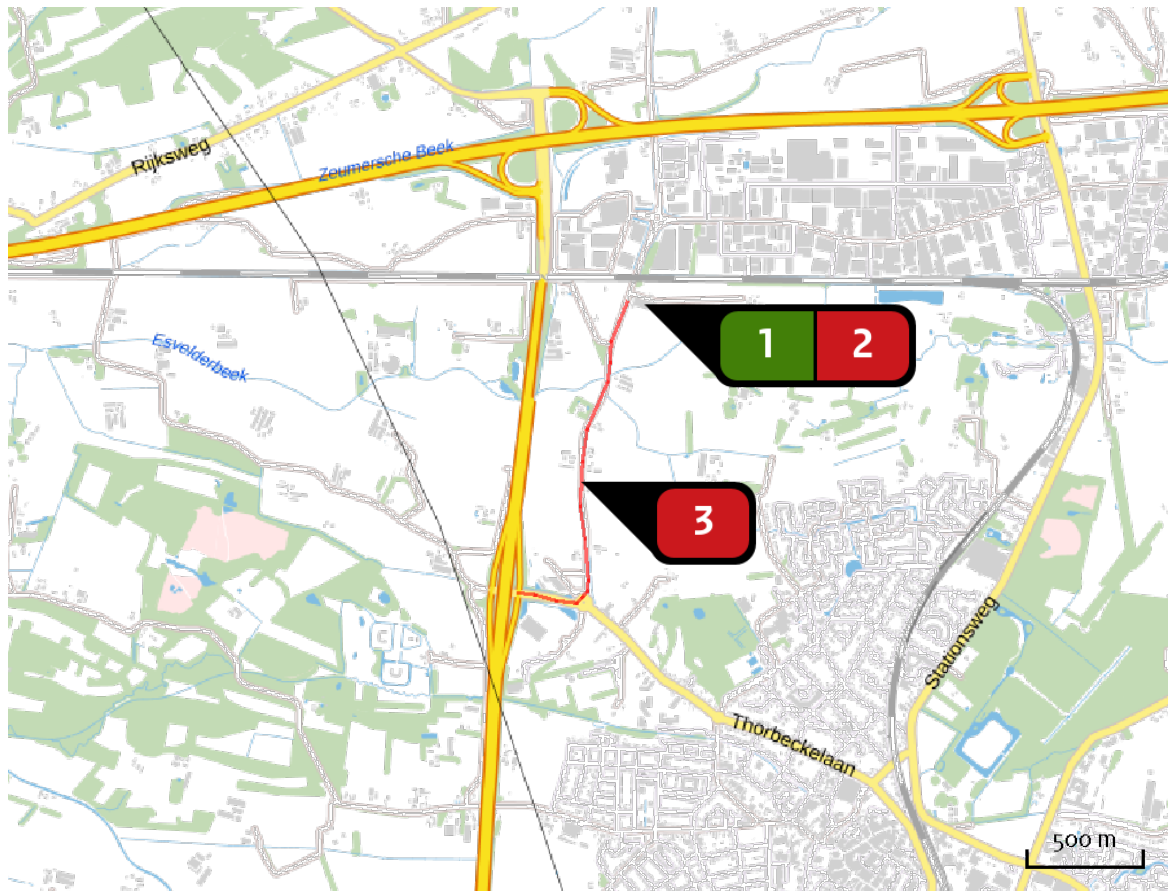 Rijksweg
Zeumersche Beek
Esvelderbeek
1
2
3
Stationsweg
Thorbeckelaan
500 m